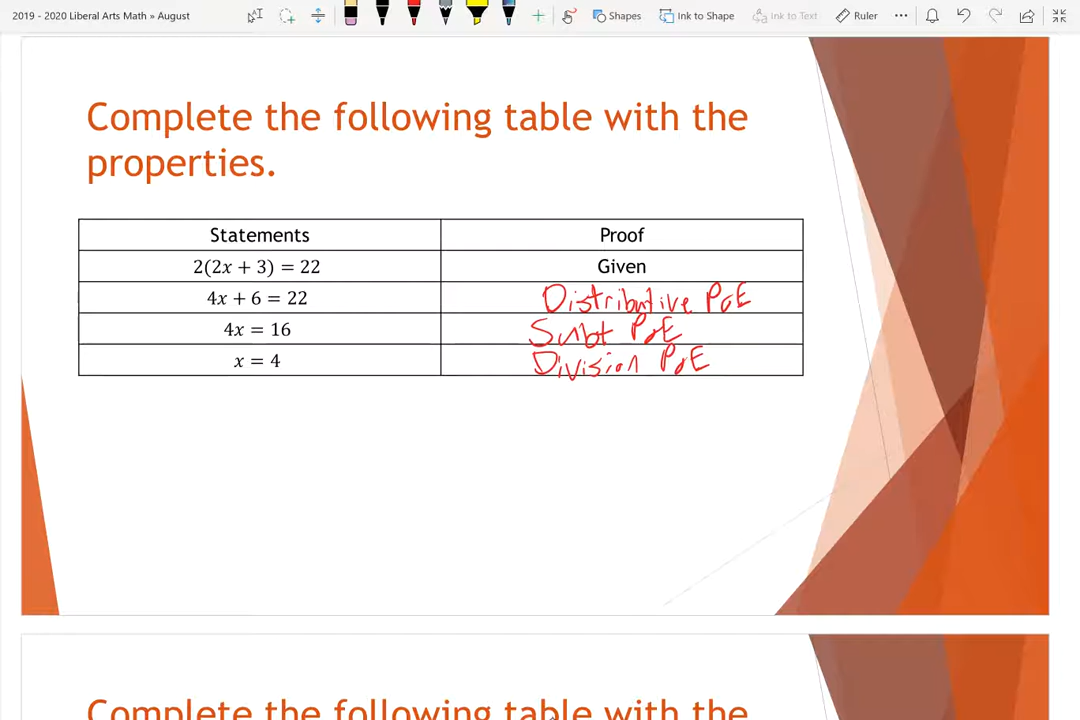 2019 - 2020 Liberal Arts Math » August
Shapes
Ink to Shape
Ink to Text
Ruler
Complete the following table with the
properties.
Statements Proof
2(2x + 3) = 22 Given
4x + 6 = 22 Distributive PoE
4x = 16 Subt PoE
x = 4 Division PoE
Complete the following table with the